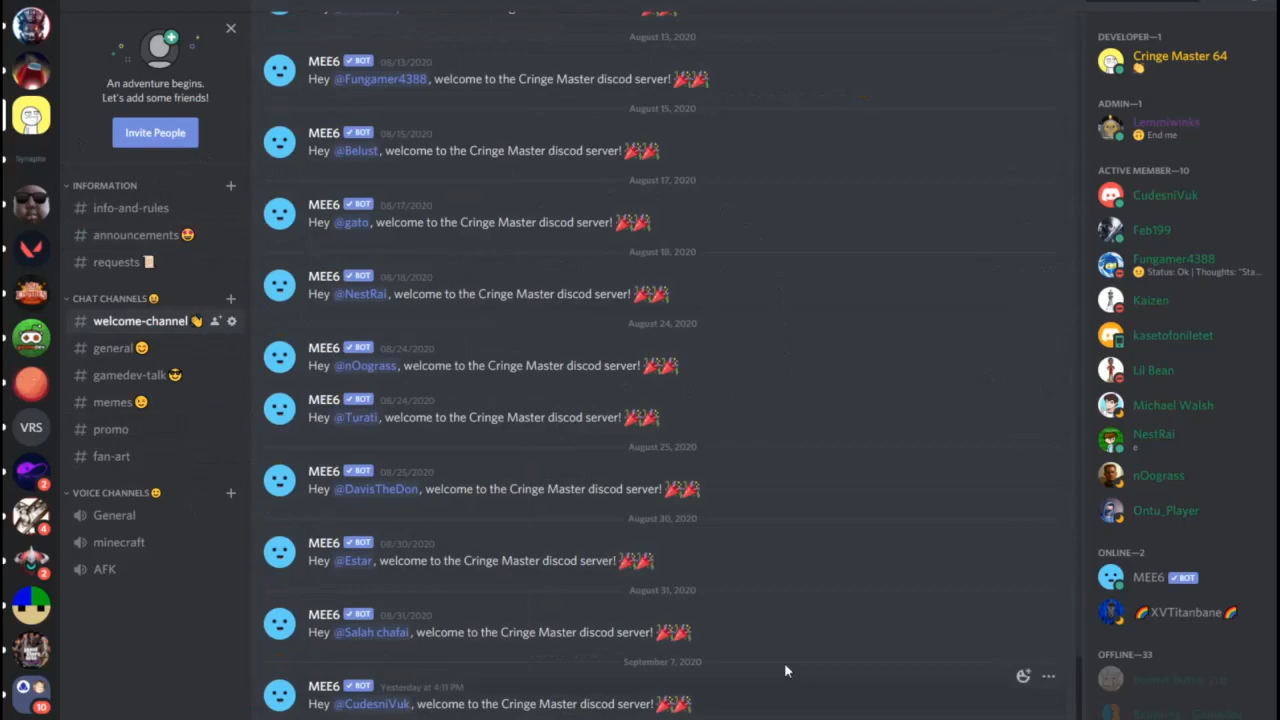 An adventure begins.
Let's add some friends!
Invite People
INFORMATION
info-and-rules
announcements
requests
CHAT CHANNELS
welcome-channel
general
gamedev-talk
memes
promo
fan-art
VOICE CHANNELS
General
minecraft
AFK
Synaptic
VRS
2
4
2
10
August 13, 2020
MEE6 BOT 08/13/2020
Hey @Fungamer4388, welcome to the Cringe Master discod server!
August 15, 2020
MEE6 BOT 08/15/2020
Hey @Belust, welcome to the Cringe Master discod server!
August 17, 2020
MEE6 BOT 08/17/2020
Hey @gato, welcome to the Cringe Master discod server!
August 18, 2020
MEE6 BOT 08/18/2020
Hey @NestRai, welcome to the Cringe Master discod server!
August 24, 2020
MEE6 BOT 08/24/2020
Hey @nOograss, welcome to the Cringe Master discod server!
MEE6 BOT 08/24/2020
Hey @Turati, welcome to the Cringe Master discod server!
August 25, 2020
MEE6 BOT 08/25/2020
Hey @DavisTheDon, welcome to the Cringe Master discod server!
August 30, 2020
MEE6 BOT 08/30/2020
Hey @Estar, welcome to the Cringe Master discod server!
August 31, 2020
MEE6 BOT 08/31/2020
Hey @Salah chafai, welcome to the Cringe Master discod server!
September 7, 2020
MEE6 BOT Yesterday at 4:11 PM
Hey @CudesniVuk, welcome to the Cringe Master discod server!
DEVELOPER—1
Cringe Master 64
ADMIN—1
Lemmiwinks
End me
ACTIVE MEMBER—10
CudesniVuk
Feb199
Fungamer4388
Status: Ok | Thoughts: "Sta...
Kaizen
kasetofoniletet
Lil Bean
Michael Walsh
NestRai
e
nOograss
Ontu_Player
ONLINE—2
MEE6 BOT
XVTitanbane
OFFLINE—33